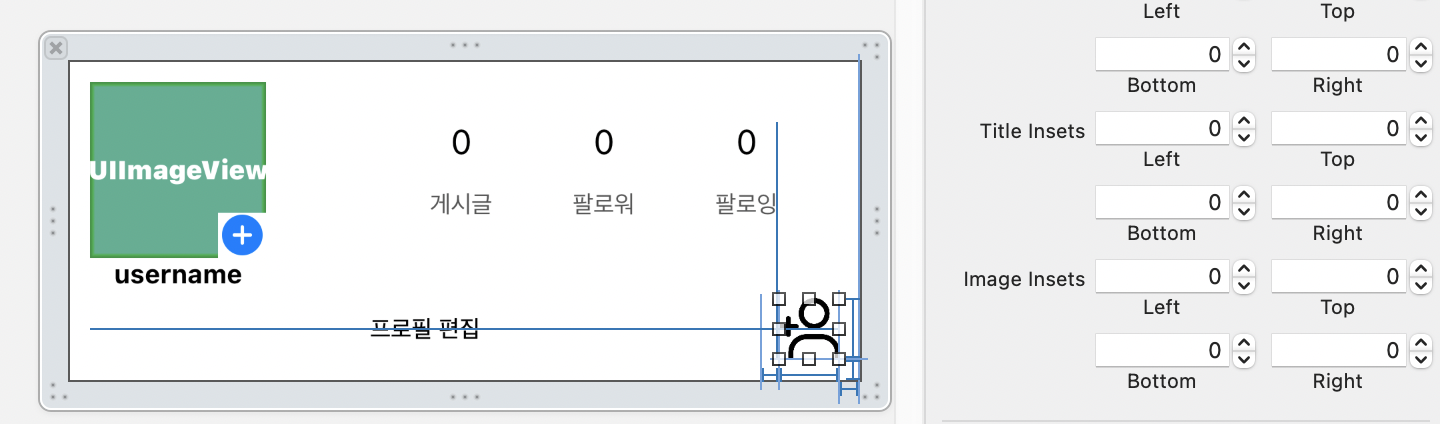 UIImageView
0 0 0
게시글 팔로워 팔로잉
username
프로필 편집
Left Top
0 0
Bottom Right
Title Insets 0 0
Left Top
0 0
Bottom Right
Image Insets 0 0
Left Top
0 0
Bottom Right